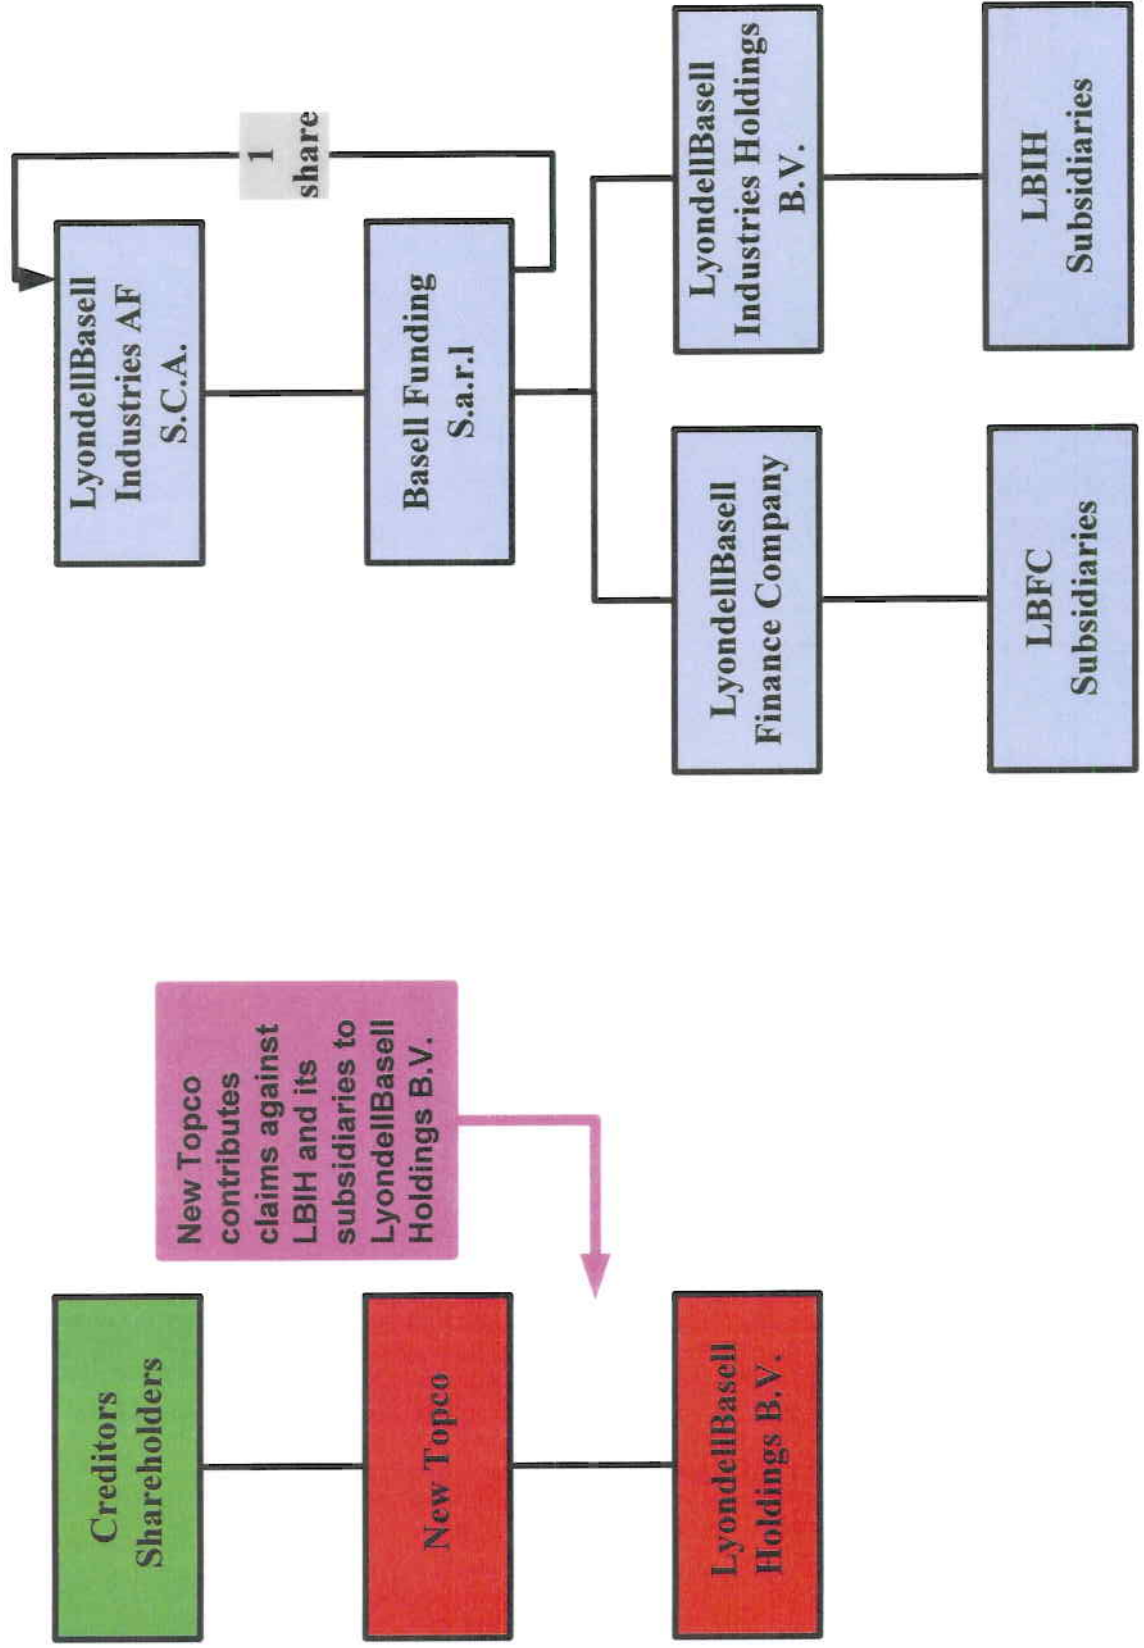 Creditors
Shareholders
New Topco
LyondellBasell
Holdings B.V.
New Topco
contributes
claims against
LBIH and its
subsidiaries to
LyondellBasell
Holdings B.V.
LyondellBasell
Industries AF
S.C.A.
1
share
Basell Funding
S.a.r.l
LyondellBasell
Finance Company
LyondellBasell
Industries Holdings
B.V.
LBFC
Subsidiaries
LBIH
Subsidiaries